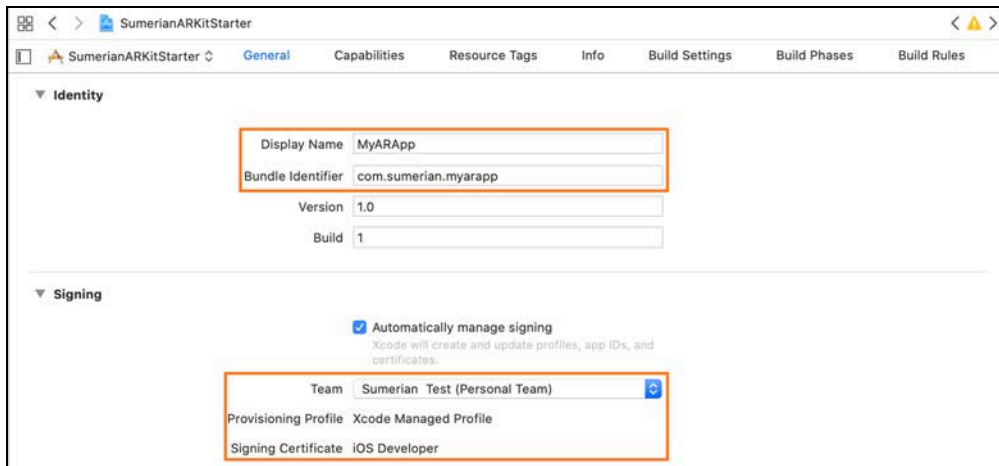 SumerianARKitStarter
SumerianARKitStarter General Capabilities Resource Tags Info Build Settings Build Phases Build Rules
Identity
Display Name MyARApp
Bundle Identifier com.sumerian.myarapp
Version 1.0
Build 1
Signing
Automatically manage signing
Xcode will create and update profiles, app IDs, and
certificates.
Team Sumerian Test (Personal Team)
Provisioning Profile Xcode Managed Profile
Signing Certificate iOS Developer